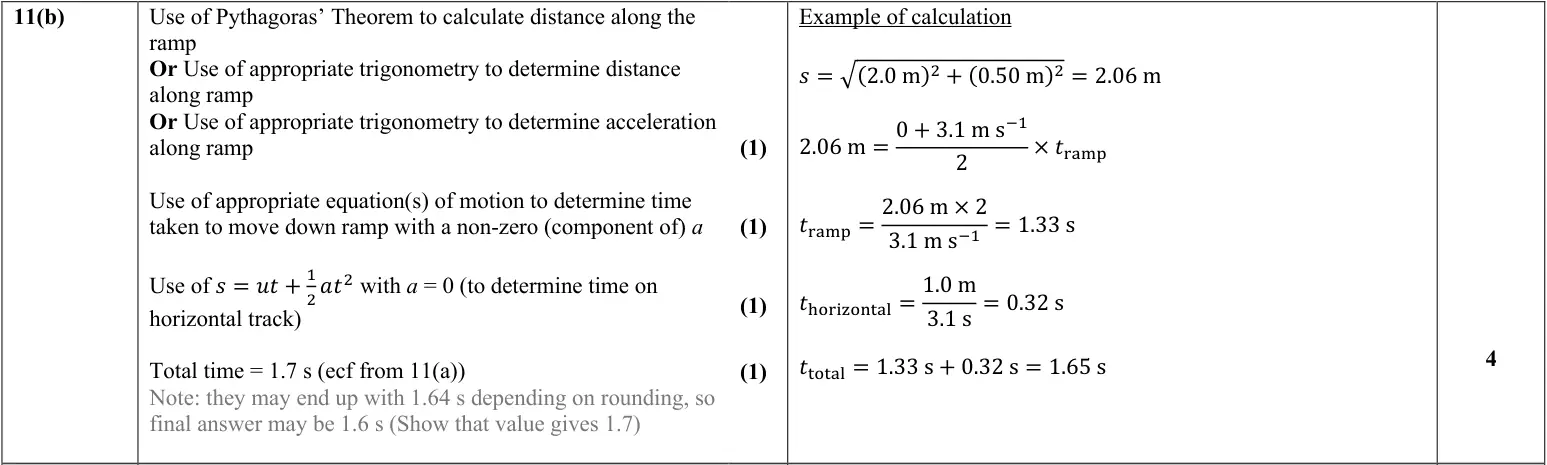 11(b)
Use of Pythagoras’ Theorem to calculate distance along the
ramp
Or Use of appropriate trigonometry to determine distance
along ramp
Or Use of appropriate trigonometry to determine acceleration
along ramp (1)
Use of appropriate equation(s) of motion to determine time
taken to move down ramp with a non-zero (component of) a (1)
Use of s = ut + ½at² with a = 0 (to determine time on
horizontal track) (1)
Total time = 1.7 s (ecf from 11(a)) (1)
Note: they may end up with 1.64 s depending on rounding, so
final answer may be 1.6 s (Show that value gives 1.7)
Example of calculation
s = √((2.0 m)² + (0.50 m)²) = 2.06 m
2.06 m = (0 + 3.1 m s⁻¹)/2 × t_ramp
t_ramp = (2.06 m × 2)/(3.1 m s⁻¹) = 1.33 s
t_horizontal = (1.0 m)/(3.1 s) = 0.32 s
t_total = 1.33 s + 0.32 s = 1.65 s
4